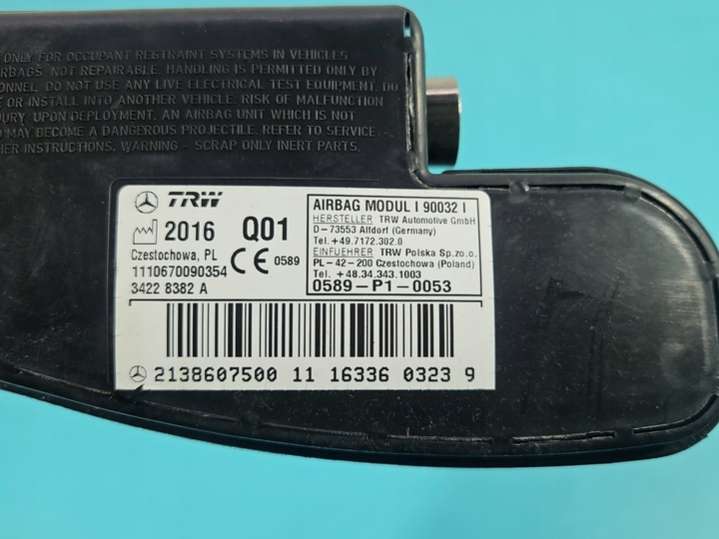 ONLY FOR OCCUPANT RESTRAINT SYSTEMS IN VEHICLES
AIRBAGS. NOT REPAIRABLE. HANDLING IS PERMITTED ONLY BY
DO NOT USE ANY LIVE ELECTRICAL TEST EQUIPMENT. DO
OR INSTALL INTO ANOTHER VEHICLE. RISK OF MALFUNCTION
UPON DEPLOYMENT. AN AIRBAG UNIT WHICH IS NOT
MAY BECOME A DANGEROUS PROJECTILE. REFER TO SERVICE
INSTRUCTIONS. WARNING - SCRAP ONLY INERT PARTS.
TRW
2016 Q01
Czestochowa, PL
CE 0589
1110670090354
3422 8382 A
AIRBAG MODUL I 90032 I
HERSTELLER TRW Automotive GmbH
D-73553 Alfdorf (Germany)
Tel.+49.7172.302.0
EINFUEHRER TRW Polska Sp.zo.o
PL-42-200 Czestochowa (Poland)
Tel. +48.34.343.1003
0589-P1-0053
2138607500 11 16336 0323 9